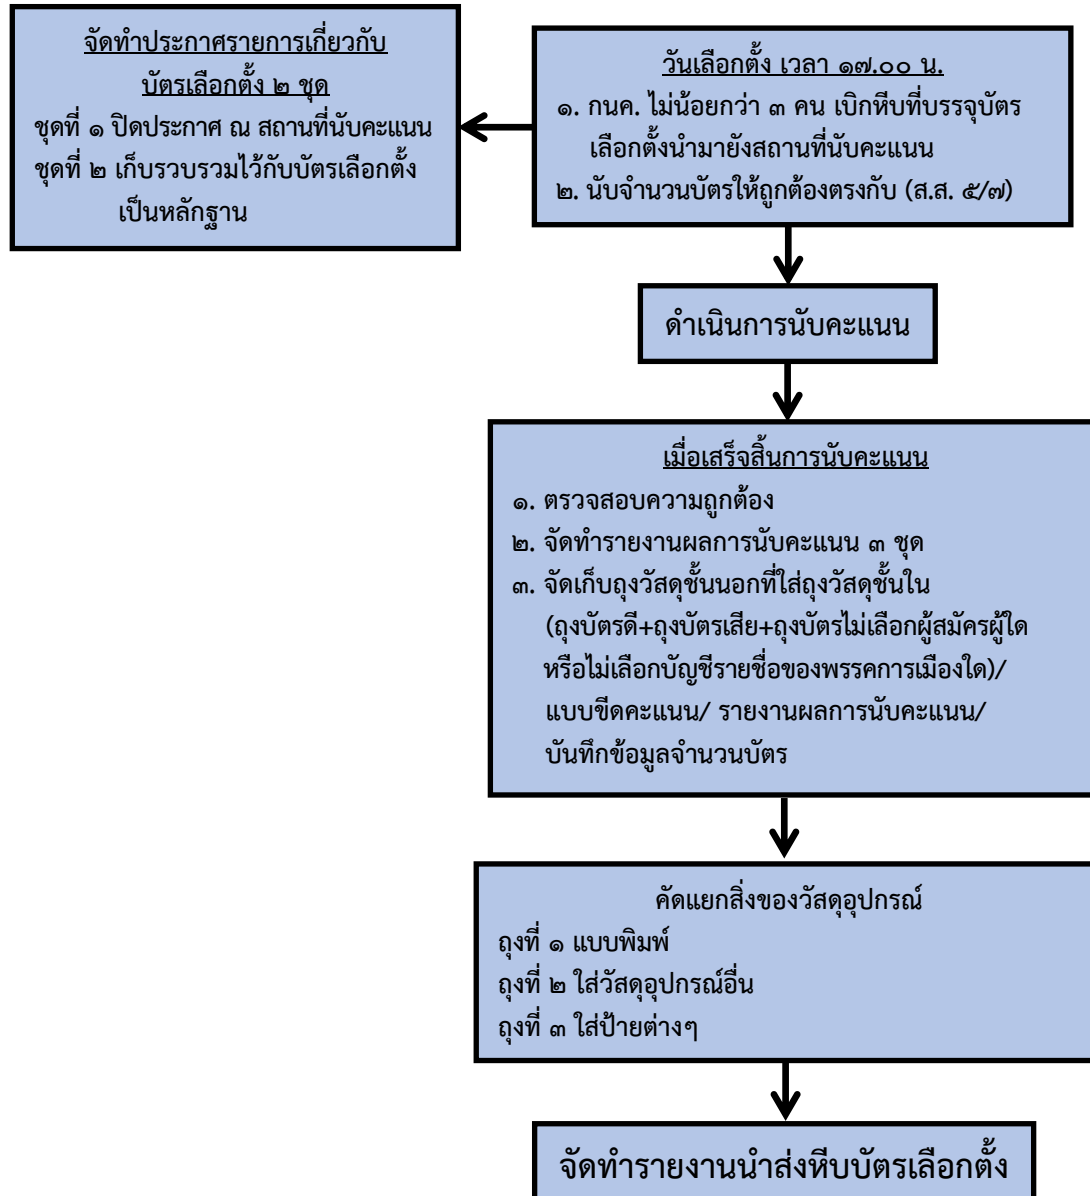 จัดทำประกาศรายการเกี่ยวกับ
บัตรเลือกตั้ง ๒ ชุด
ชุดที่ ๑ ปิดประกาศ ณ สถานที่นับคะแนน
ชุดที่ ๒ เก็บรวบรวมไว้กับบัตรเลือกตั้ง
เป็นหลักฐาน
วันเลือกตั้ง เวลา ๑๗.๐๐ น.
๑. กนค. ไม่น้อยกว่า ๓ คน เบิกหีบที่บรรจุบัตร
เลือกตั้งนำมายังสถานที่นับคะแนน
๒. นับจำนวนบัตรให้ถูกต้องตรงกับ (ส.ส. ๕/๗)
ดำเนินการนับคะแนน
เมื่อเสร็จสิ้นการนับคะแนน
๑. ตรวจสอบความถูกต้อง
๒. จัดทำรายงานผลการนับคะแนน ๓ ชุด
๓. จัดเก็บถุงวัสดุชั้นนอกที่ใส่ถุงวัสดุชั้นใน
(ถุงบัตรดี+ถุงบัตรเสีย+ถุงบัตรไม่เลือกผู้สมัครผู้ใด
หรือไม่เลือกบัญชีรายชื่อของพรรคการเมืองใด)/
แบบขีดคะแนน/ รายงานผลการนับคะแนน/
บันทึกข้อมูลจำนวนบัตร
คัดแยกสิ่งของวัสดุอุปกรณ์
ถุงที่ ๑ แบบพิมพ์
ถุงที่ ๒ ใส่วัสดุอุปกรณ์อื่น
ถุงที่ ๓ ใส่ป้ายต่างๆ
จัดทำรายงานนำส่งหีบบัตรเลือกตั้ง